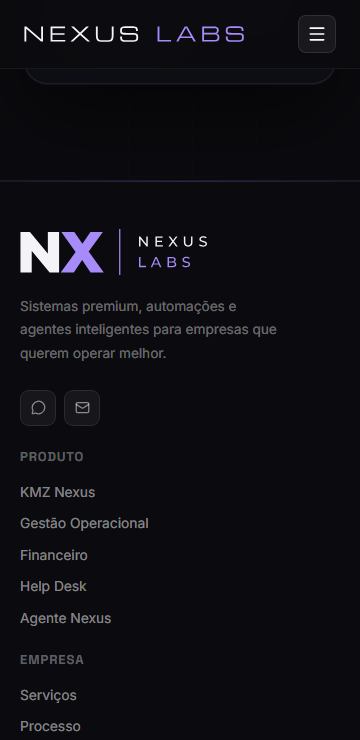 NEXUS LABS
NX
NEXUS
LABS
Sistemas premium, automações e
agentes inteligentes para empresas que
querem operar melhor.
PRODUTO
KMZ Nexus
Gestão Operacional
Financeiro
Help Desk
Agente Nexus
EMPRESA
Serviços
Processo